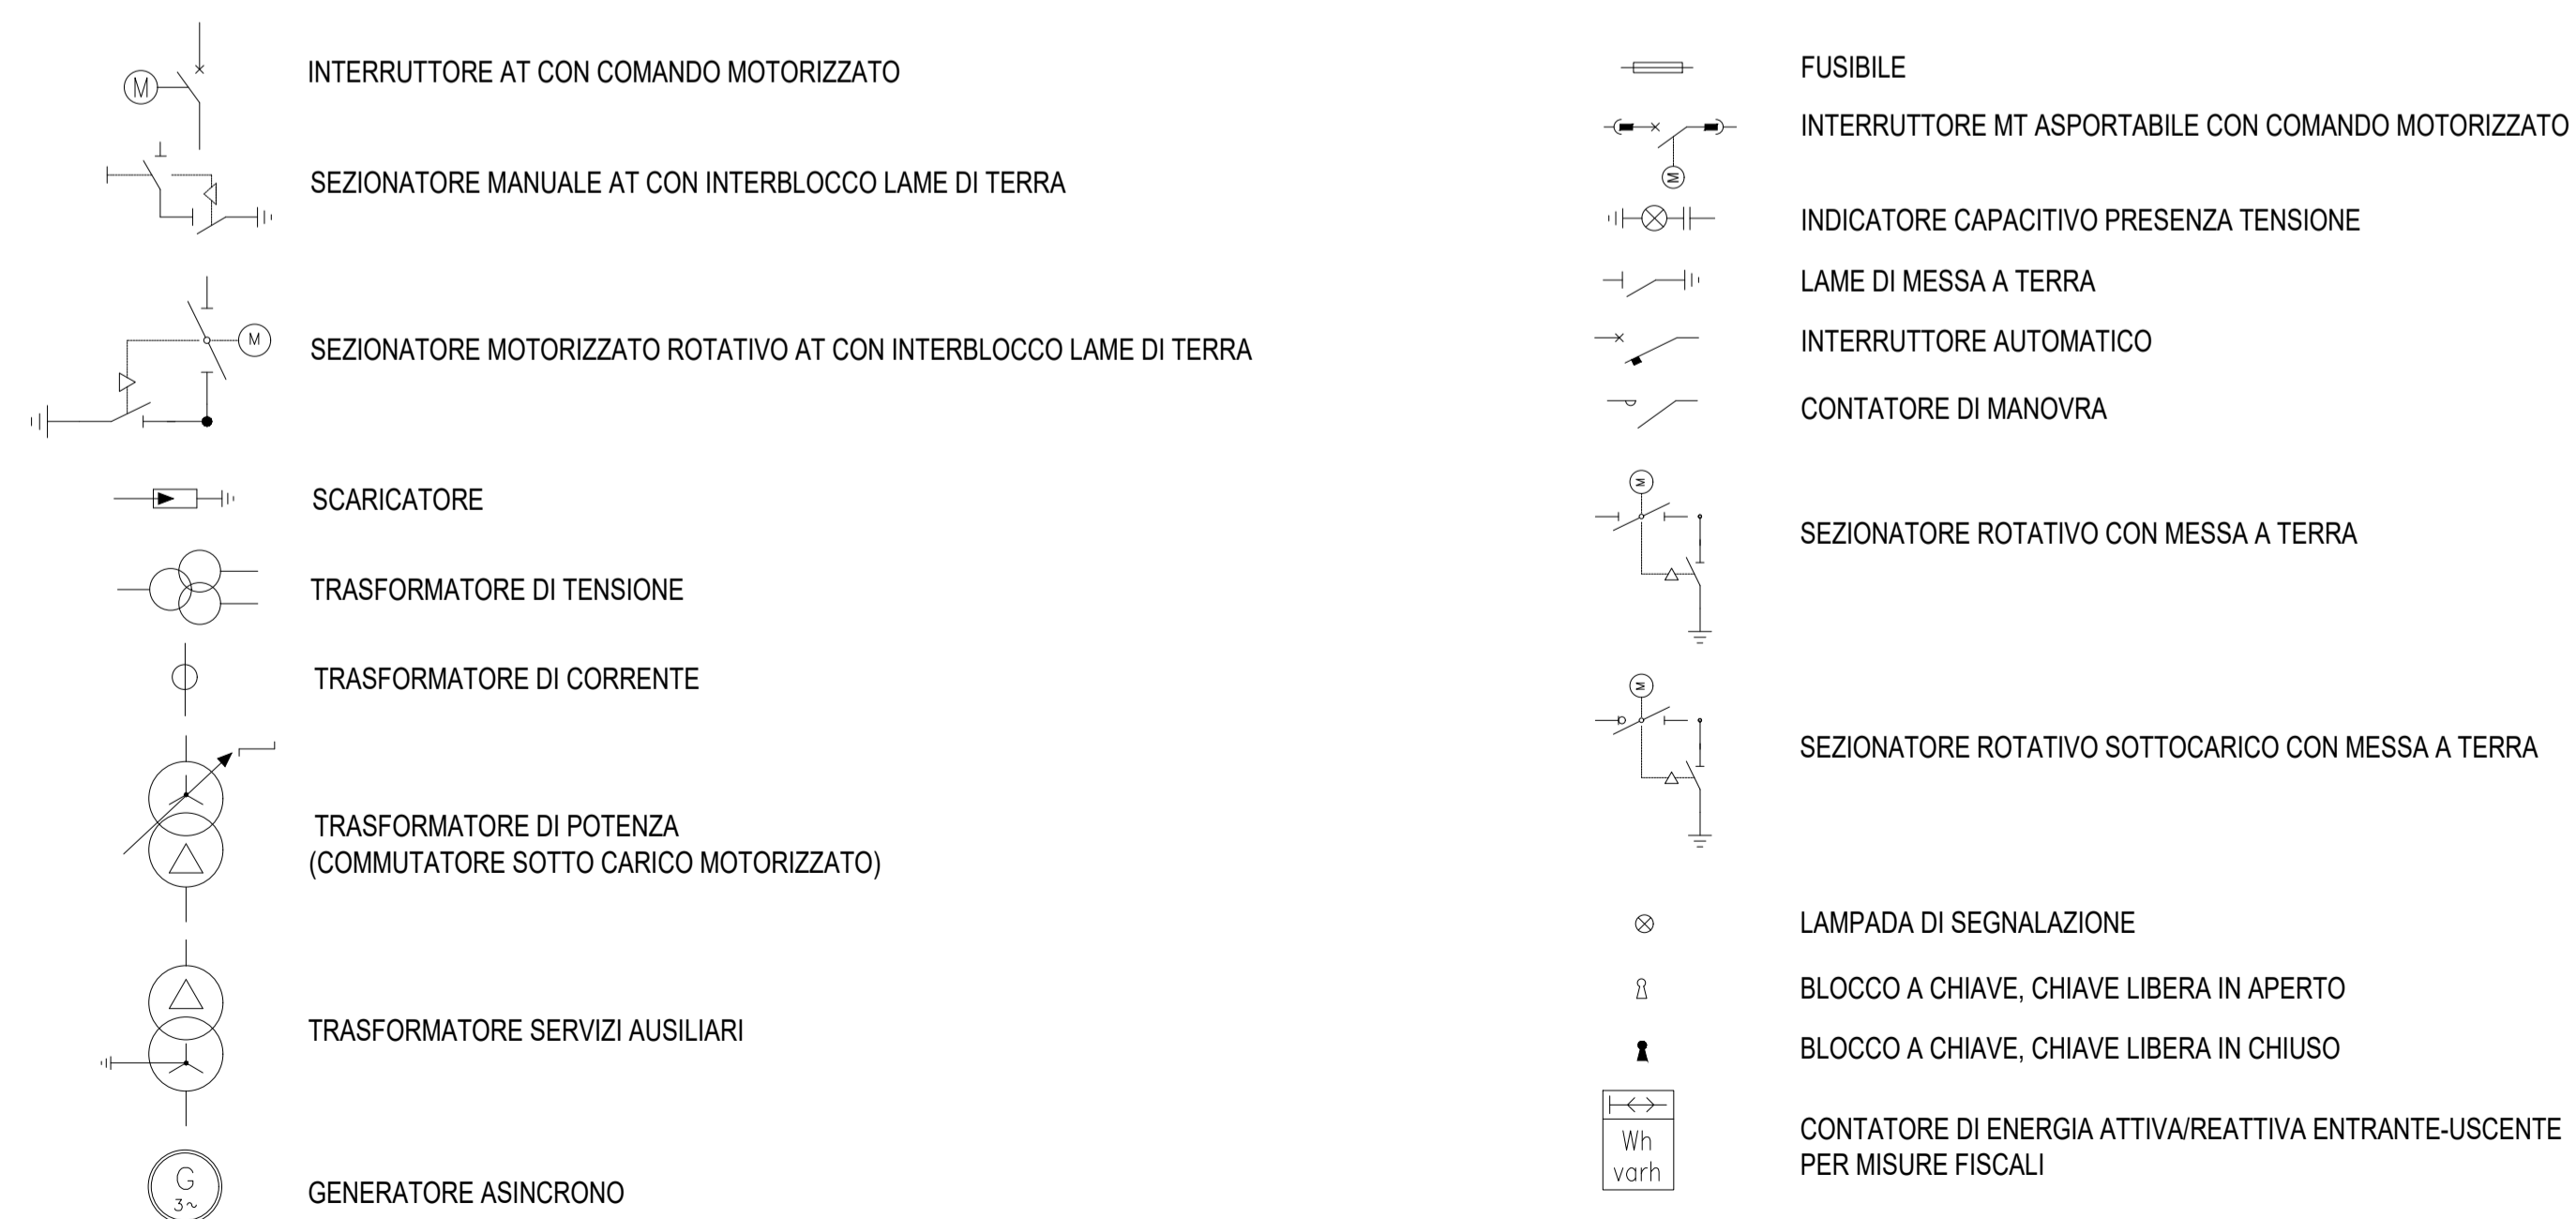 M
INTERRUTTORE AT CON COMANDO MOTORIZZATO
SEZIONATORE MANUALE AT CON INTERBLOCCO LAME DI TERRA
M
SEZIONATORE MOTORIZZATO ROTATIVO AT CON INTERBLOCCO LAME DI TERRA
SCARICATORE
TRASFORMATORE DI TENSIONE
TRASFORMATORE DI CORRENTE
TRASFORMATORE DI POTENZA
(COMMUTATORE SOTTO CARICO MOTORIZZATO)
TRASFORMATORE SERVIZI AUSILIARI
G
3~
GENERATORE ASINCRONO
FUSIBILE
INTERRUTTORE MT ASPORTABILE CON COMANDO MOTORIZZATO
M
INDICATORE CAPACITIVO PRESENZA TENSIONE
LAME DI MESSA A TERRA
INTERRUTTORE AUTOMATICO
CONTATORE DI MANOVRA
M
SEZIONATORE ROTATIVO CON MESSA A TERRA
M
SEZIONATORE ROTATIVO SOTTOCARICO CON MESSA A TERRA
LAMPADA DI SEGNALAZIONE
BLOCCO A CHIAVE, CHIAVE LIBERA IN APERTO
BLOCCO A CHIAVE, CHIAVE LIBERA IN CHIUSO
Wh
varh
CONTATORE DI ENERGIA ATTIVA/REATTIVA ENTRANTE-USCENTE
PER MISURE FISCALI